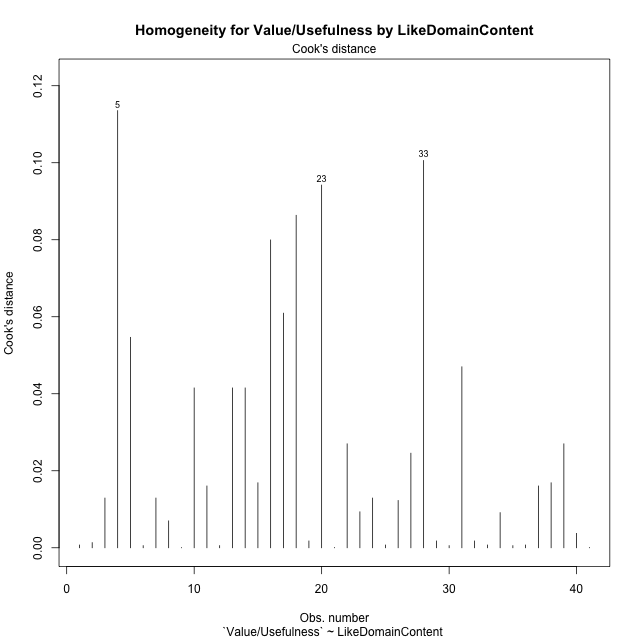 Homogeneity for Value/Usefulness by LikeDomainContent
Cook's distance
0.12
0.10
0.08
0.06
0.04
0.02
0.00
Cook's distance
5
23
33
0 10 20 30 40
Obs. number
`Value/Usefulness` ~ LikeDomainContent